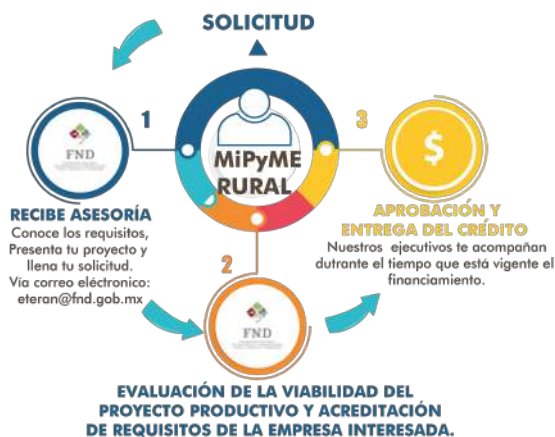 SOLICITUD
1
FND
RECIBE ASESORÍA
Conoce los requisitos,
Presenta tu proyecto y
llena tu solicitud.
Vía correo eléctronico:
eteran@fnd.gob.mx
MiPyME
RURAL
3
$
APROBACIÓN Y
ENTREGA DEL CRÉDITO
Nuestros ejecutivos te acompañan
dutrante el tiempo que está vigente el
financiamiento.
2
FND
EVALUACIÓN DE LA VIABILIDAD DEL
PROYECTO PRODUCTIVO Y ACREDITACIÓN
DE REQUISITOS DE LA EMPRESA INTERESADA.